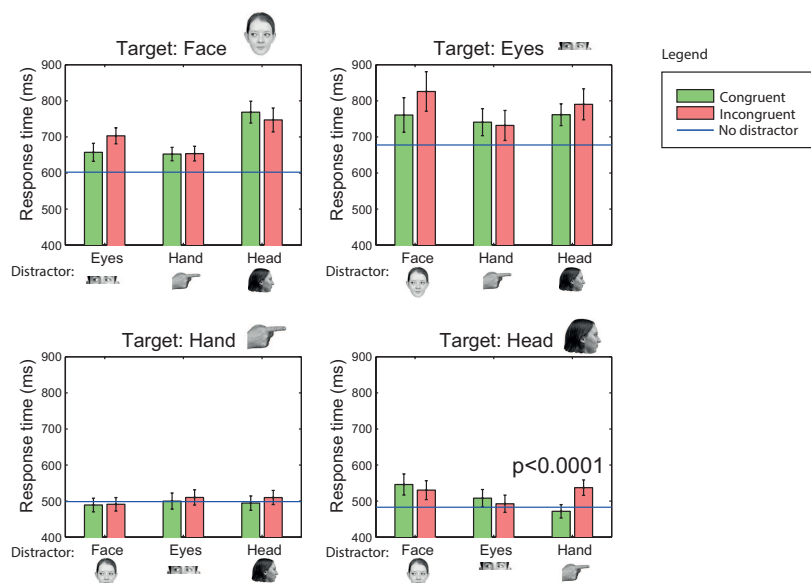 Target: Face
Response time (ms)
900
800
700
600
500
400
Eyes Hand Head
Distractor:
Target: Eyes
Response time (ms)
900
800
700
600
500
400
Face Hand Head
Distractor:
Legend
Congruent
Incongruent
No distractor
Target: Hand
Response time (ms)
900
800
700
600
500
400
Face Eyes Head
Distractor:
Target: Head
Response time (ms)
900
800
700
600
500
400
p<0.0001
Face Eyes Hand
Distractor: